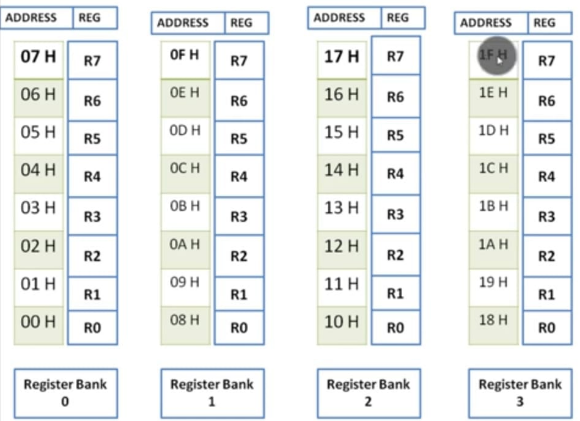 ADDRESS REG ADDRESS REG ADDRESS REG ADDRESS REG
07 H R7 0F H R7 17 H R7 1F H R7
06 H R6 0E H R6 16 H R6 1E H R6
05 H R5 0D H R5 15 H R5 1D H R5
04 H R4 0C H R4 14 H R4 1C H R4
03 H R3 0B H R3 13 H R3 1B H R3
02 H R2 0A H R2 12 H R2 1A H R2
01 H R1 09 H R1 11 H R1 19 H R1
00 H R0 08 H R0 10 H R0 18 H R0
Register Bank Register Bank Register Bank Register Bank
0 1 2 3